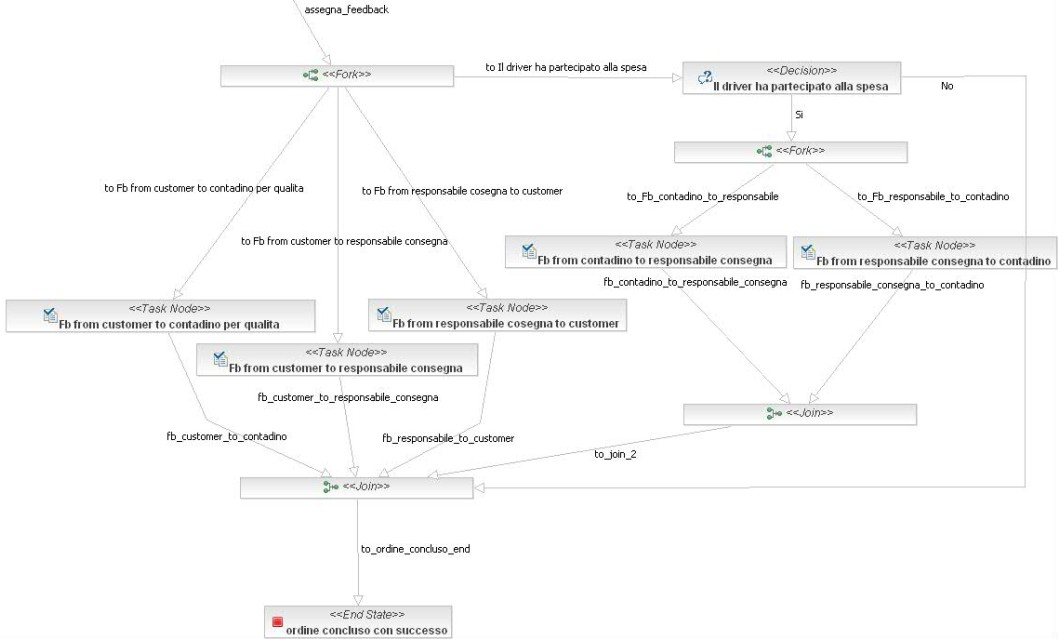 assegna_feedback
<<Fork>>
to Il driver ha partecipato alla spesa
<<Decision>>
Il driver ha partecipato alla spesa
No
Si
<<Fork>>
to Fb from customer to contadino per qualita
to Fb from responsabile cosegna to customer
to_Fb_contadino_to_responsabile
to_Fb_responsabile_to_contadino
to Fb from customer to responsabile consegna
<<Task Node>>
Fb from contadino to responsabile consegna
<<Task Node>>
Fb from responsabile consegna to contadino
fb_contadino_to_responsabile_consegna
fb_responsabile_consegna_to_contadino
<<Task Node>>
Fb from customer to contadino per qualita
<<Task Node>>
Fb from responsabile cosegna to customer
<<Task Node>>
Fb from customer to responsabile consegna
fb_customer_to_responsabile_consegna
<<Join>>
fb_customer_to_contadino
fb_responsabile_to_customer
to_join_2
<<Join>>
to_ordine_concluso_end
<<End State>>
ordine concluso con successo